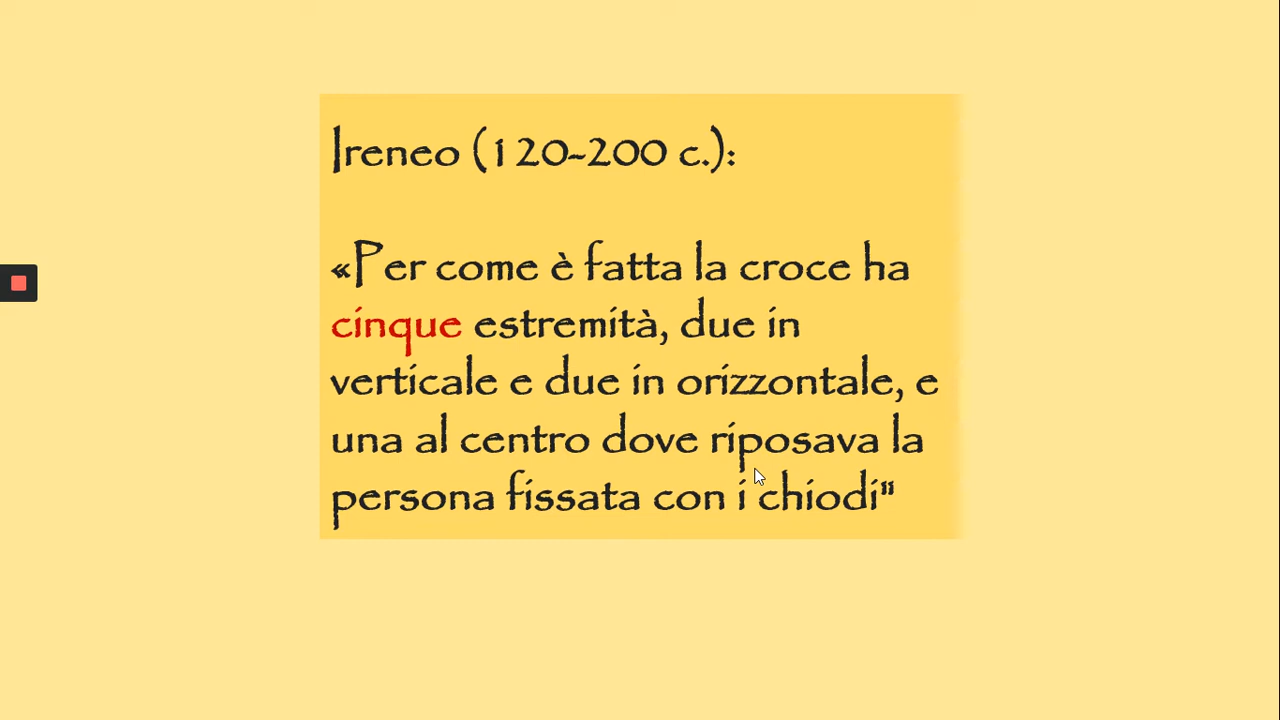 Ireneo (120-200 c.):
«Per come è fatta la croce ha
cinque estremità, due in
verticale e due in orizzontale, e
una al centro dove riposava la
persona fissata con i chiodi"